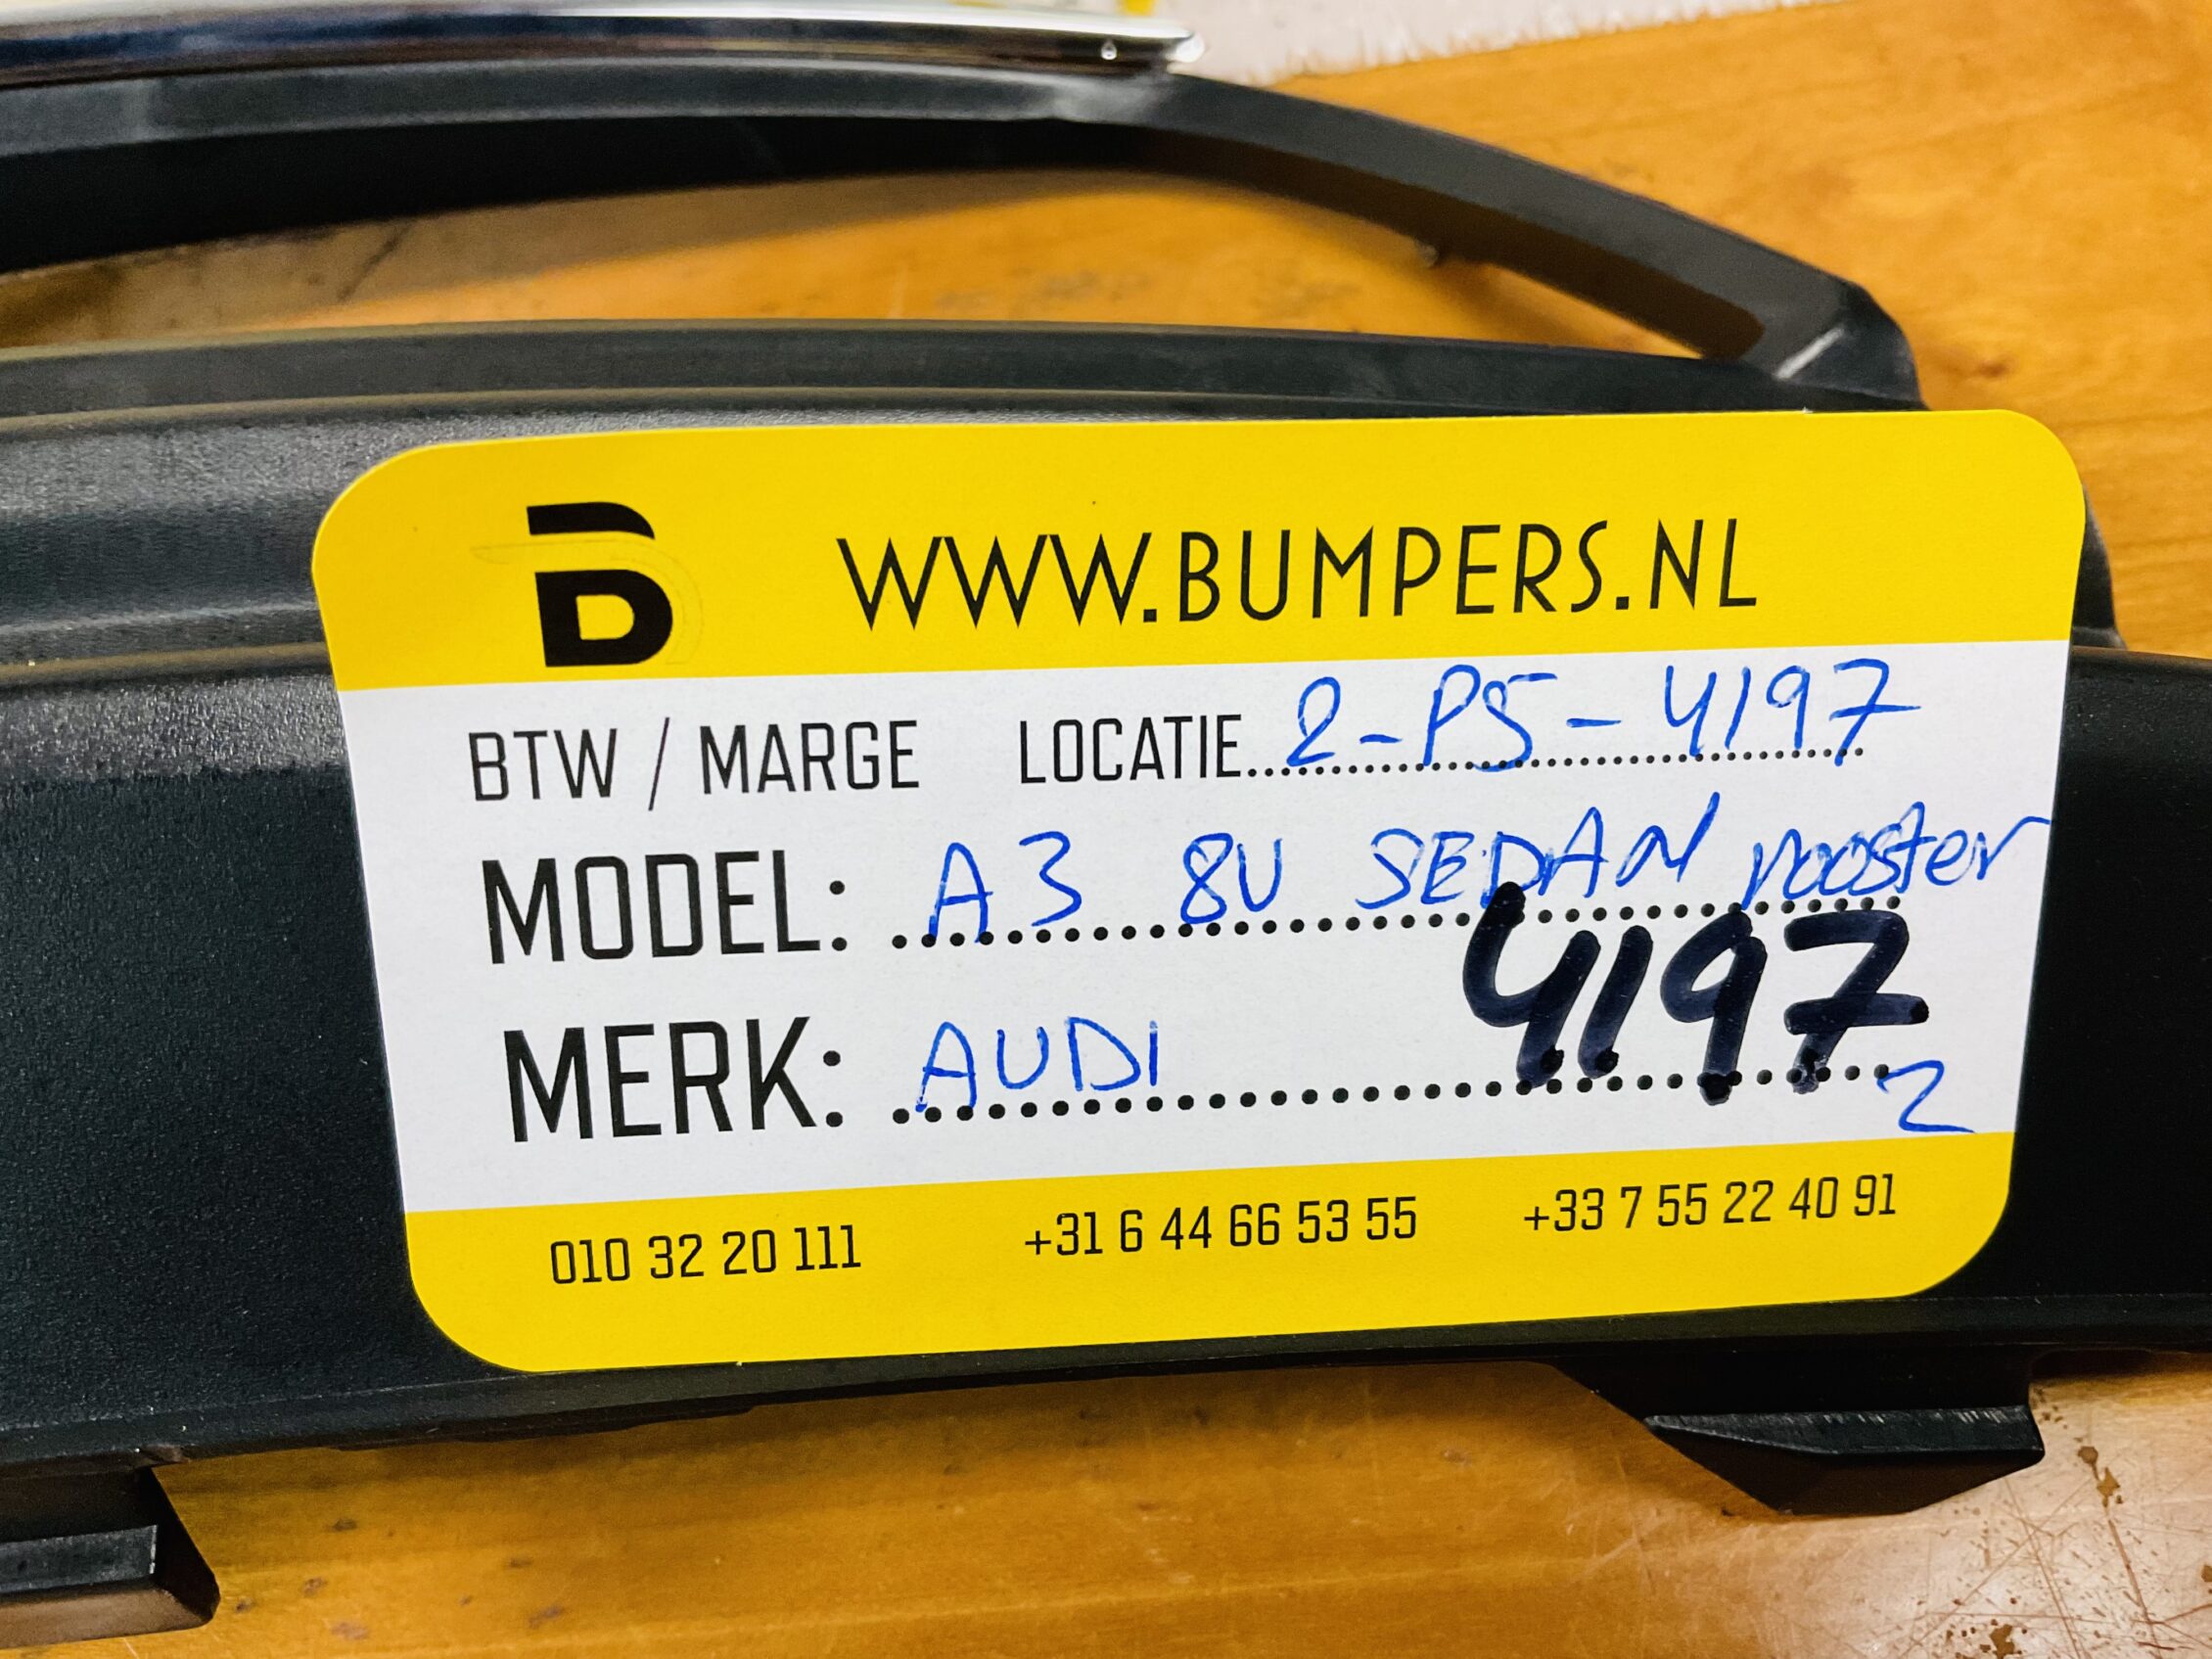 B WWW.BUMPERS.NL
BTW / MARGE LOCATIE 2-P5-4197
MODEL: A3 8V SEDAN rooster
4197
MERK: AUDI
2
010 32 20 111 +31 6 44 66 53 55 +33 7 55 22 40 91